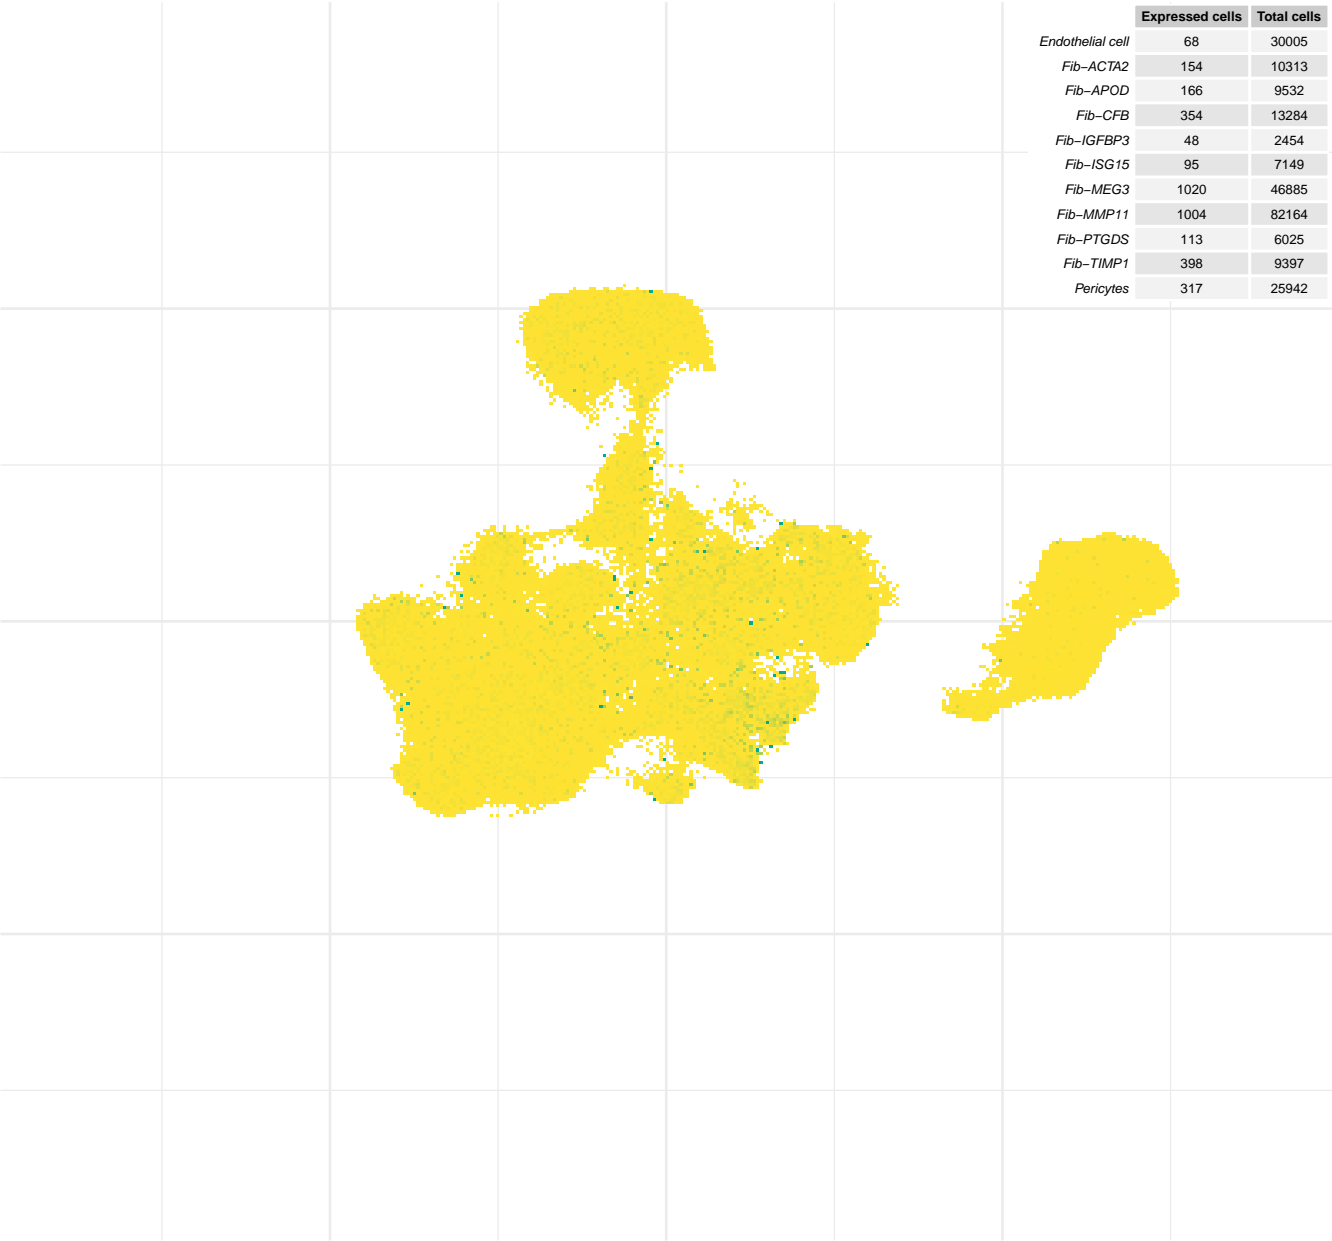 Expressed cells Total cells
Endothelial cell 68 30005
Fib−ACTA2 154 10313
Fib−APOD 166 9532
Fib−CFB 354 13284
Fib−IGFBP3 48 2454
Fib−ISG15 95 7149
Fib−MEG3 1020 46885
Fib−MMP11 1004 82164
Fib−PTGDS 113 6025
Fib−TIMP1 398 9397
Pericytes 317 25942